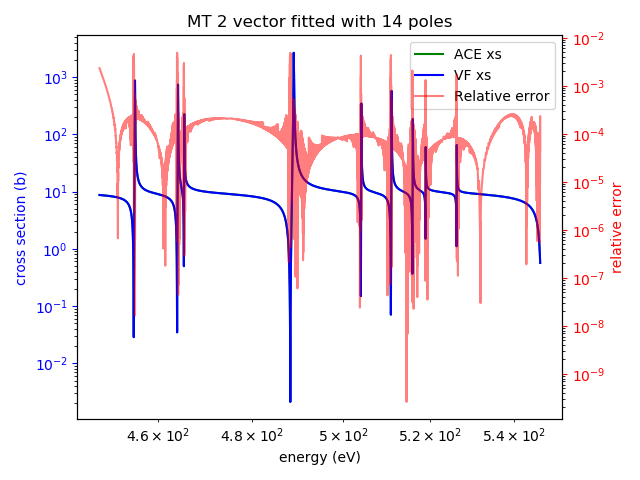 MT 2 vector fitted with 14 poles
ACE xs
VF xs
Relative error
cross section (b)
10³
10²
10¹
10⁰
10⁻¹
10⁻²
10⁻²
10⁻³
10⁻⁴
10⁻⁵
10⁻⁶
10⁻⁷
10⁻⁸
10⁻⁹
relative error
4.6 × 10² 4.8 × 10² 5 × 10² 5.2 × 10² 5.4 × 10²
energy (eV)